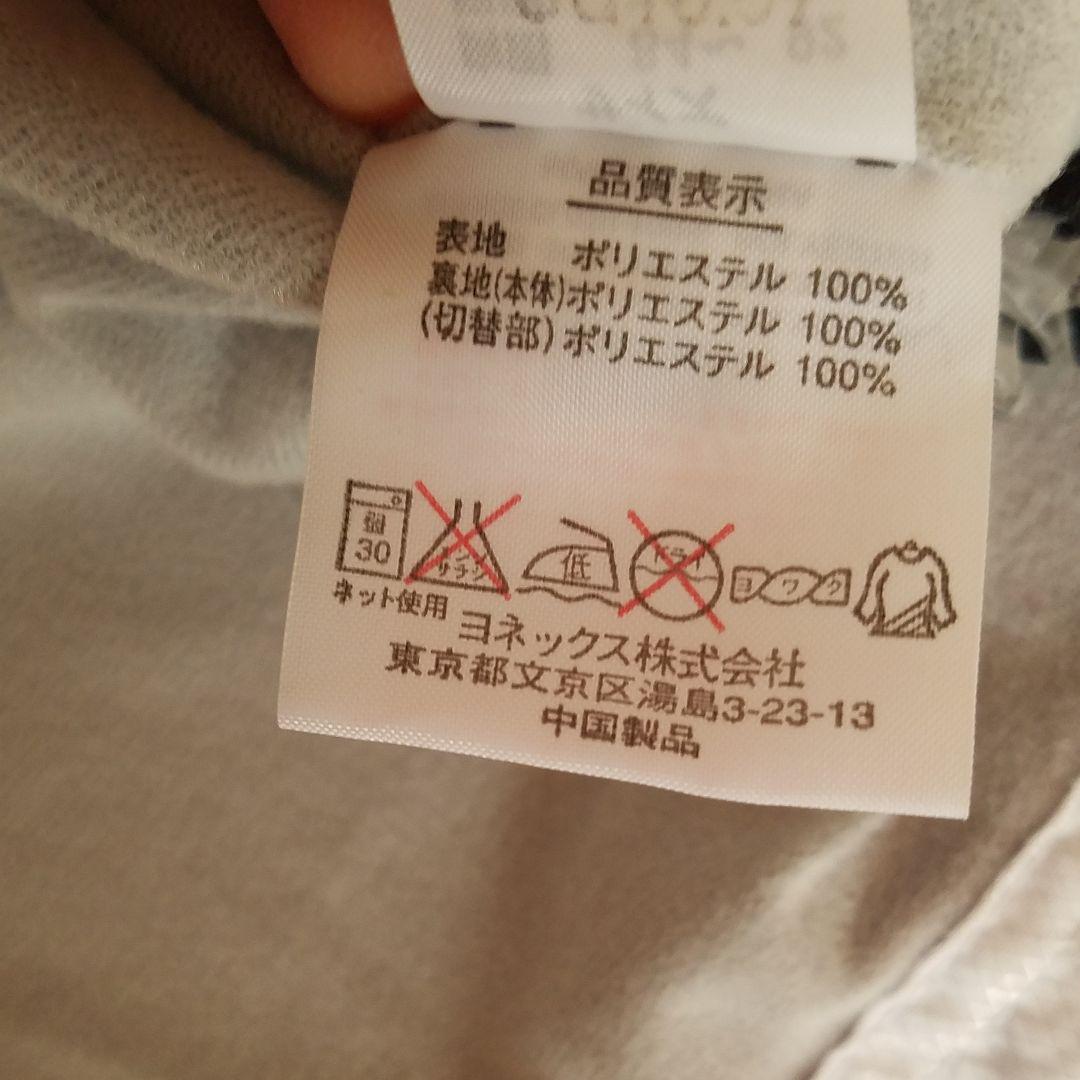 品質表示
表地 ポリエステル 100%
裏地(本体)ポリエステル 100%
(切替部)ポリエステル 100%
30
低
ドライ
ヨワク
ネット使用
ヨネックス株式会社
東京都文京区湯島3-23-13
中国製品